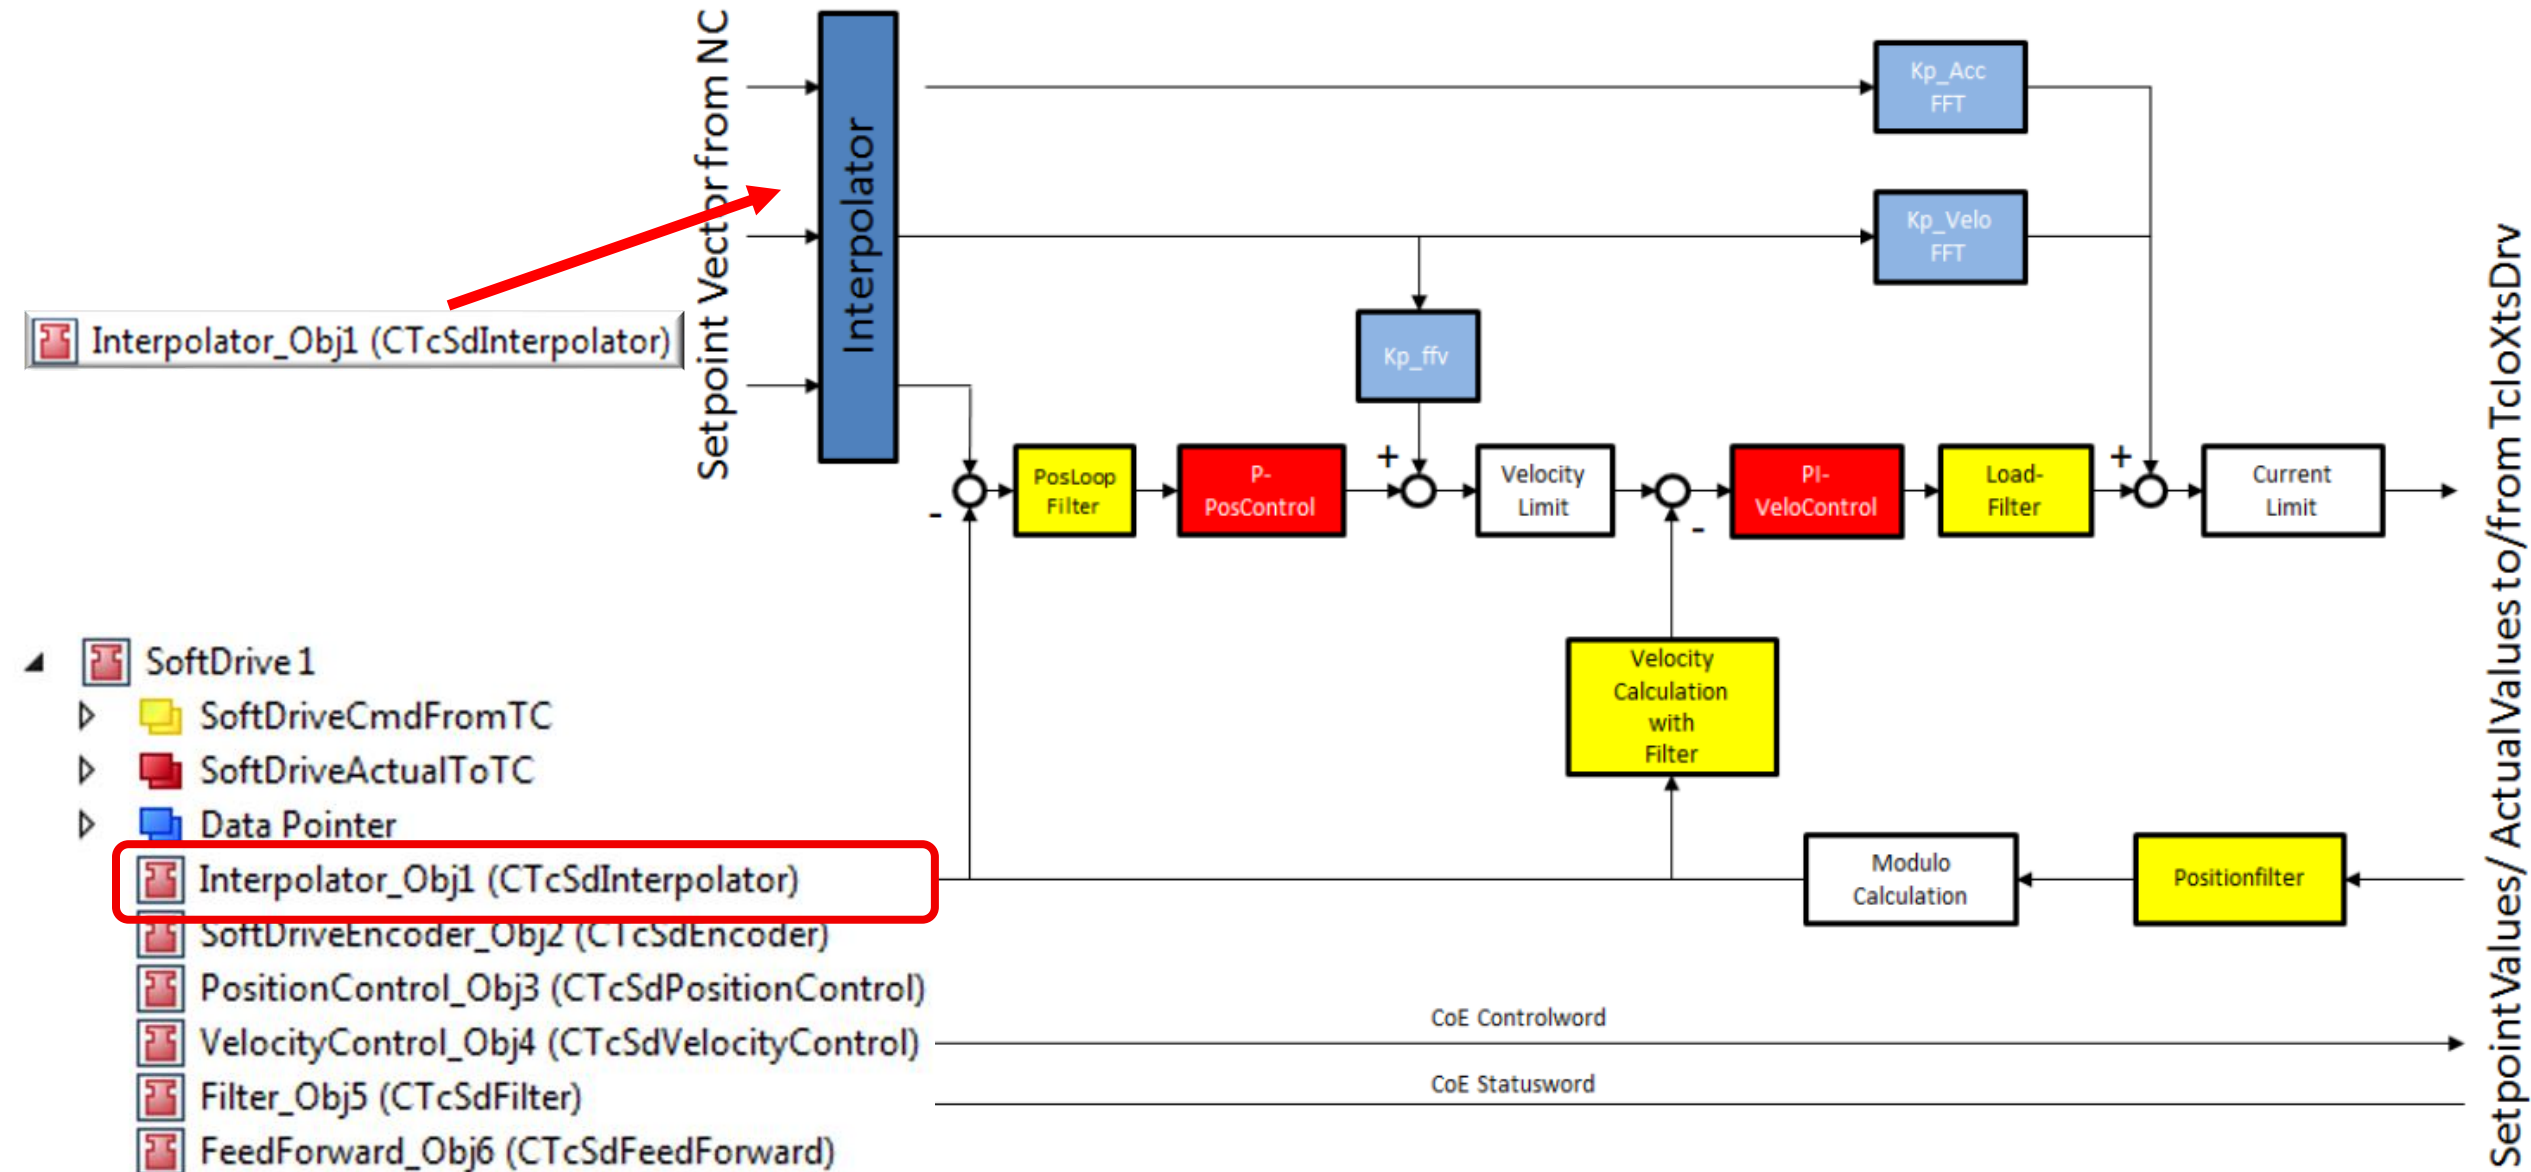 Setpoint Vector from NC
Interpolator
Kp_Acc
FFT
Kp_Velo
FFT
Interpolator_Obj1 (CTcSdInterpolator)
Kp_ffv
+
-
PosLoop
Filter
P-
PosControl
Velocity
Limit
-
PI-
VeloControl
Load-
Filter
+
Current
Limit
Setpoint Values/ Actual Values to/from TcIoXtsDrv
Velocity
Calculation
with
Filter
Modulo
Calculation
Positionfilter
SoftDrive 1
SoftDriveCmdFromTC
SoftDriveActualToTC
Data Pointer
Interpolator_Obj1 (CTcSdInterpolator)
SoftDriveEncoder_Obj2 (CTcSdEncoder)
PositionControl_Obj3 (CTcSdPositionControl)
VelocityControl_Obj4 (CTcSdVelocityControl)
Filter_Obj5 (CTcSdFilter)
FeedForward_Obj6 (CTcSdFeedForward)
CoE Controlword
CoE Statusword